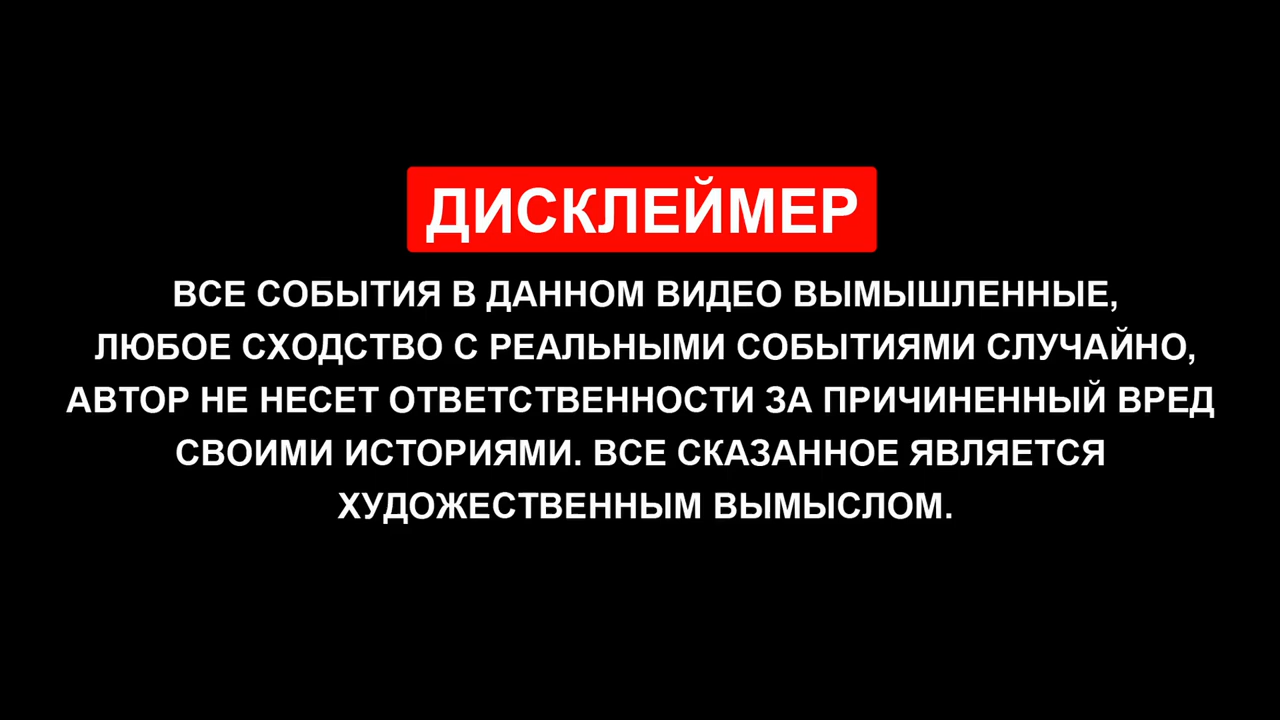 ДИСКЛЕЙМЕР
ВСЕ СОБЫТИЯ В ДАННОМ ВИДЕО ВЫМЫШЛЕННЫЕ,
ЛЮБОЕ СХОДСТВО С РЕАЛЬНЫМИ СОБЫТИЯМИ СЛУЧАЙНО,
АВТОР НЕ НЕСЕТ ОТВЕТСТВЕННОСТИ ЗА ПРИЧИНЕННЫЙ ВРЕД
СВОИМИ ИСТОРИЯМИ. ВСЕ СКАЗАННОЕ ЯВЛЯЕТСЯ
ХУДОЖЕСТВЕННЫМ ВЫМЫСЛОМ.